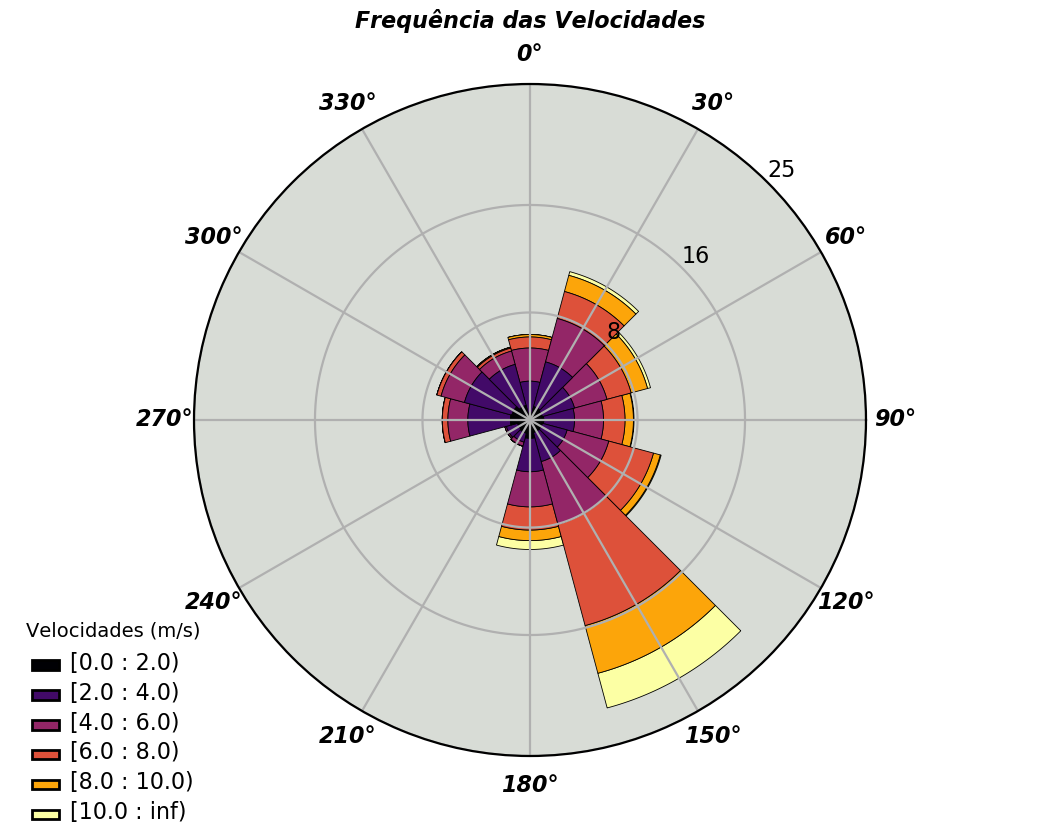 Frequência das Velocidades
0°
330°
30°
25
300°
60°
16
8
270°
90°
240°
120°
210°
150°
180°
Velocidades (m/s)
[0.0 : 2.0)
[2.0 : 4.0)
[4.0 : 6.0)
[6.0 : 8.0)
[8.0 : 10.0)
[10.0 : inf)